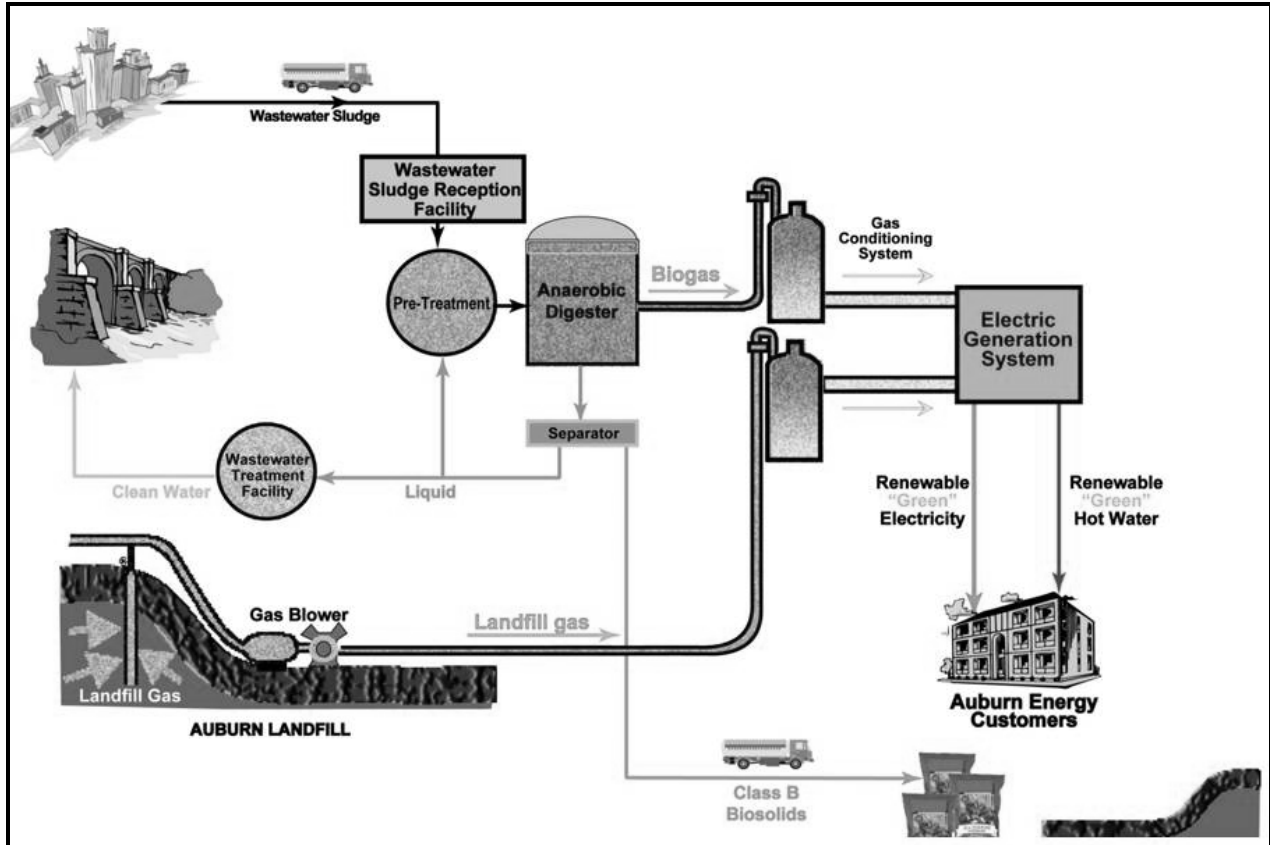 Wastewater Sludge
Wastewater
Sludge Reception
Facility
Gas
Conditioning
System
Biogas
Pre-Treatment
Anaerobic
Digester
Electric
Generation
System
Separator
Wastewater
Treatment
Facility
Clean Water
Liquid
Renewable
"Green"
Electricity
Renewable
"Green"
Hot Water
Gas Blower
Landfill gas
Landfill Gas
AUBURN LANDFILL
Auburn Energy
Customers
Class B
Biosolids